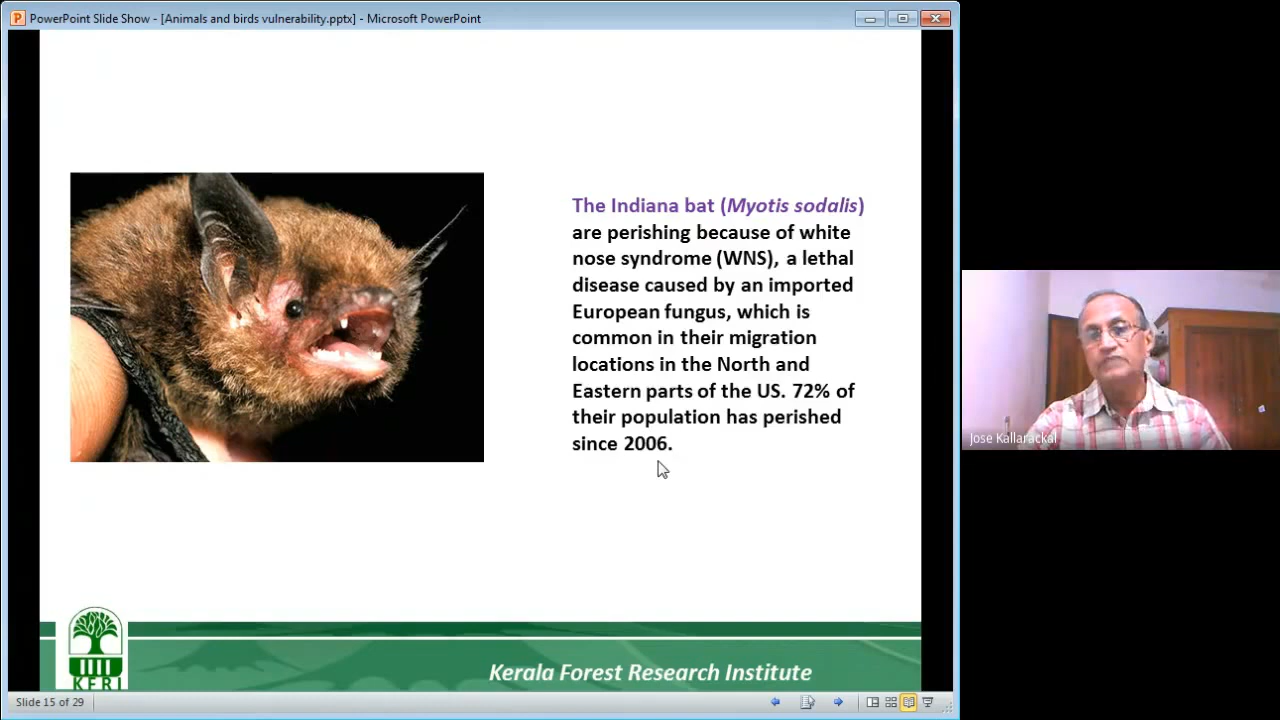 PowerPoint Slide Show - [Animals and birds vulnerability.pptx] - Microsoft PowerPoint
The Indiana bat (Myotis sodalis)
are perishing because of white
nose syndrome (WNS), a lethal
disease caused by an imported
European fungus, which is
common in their migration
locations in the North and
Eastern parts of the US. 72% of
their population has perished
since 2006.
Jose Kallarackal
KFRI
Kerala Forest Research Institute
Slide 15 of 29